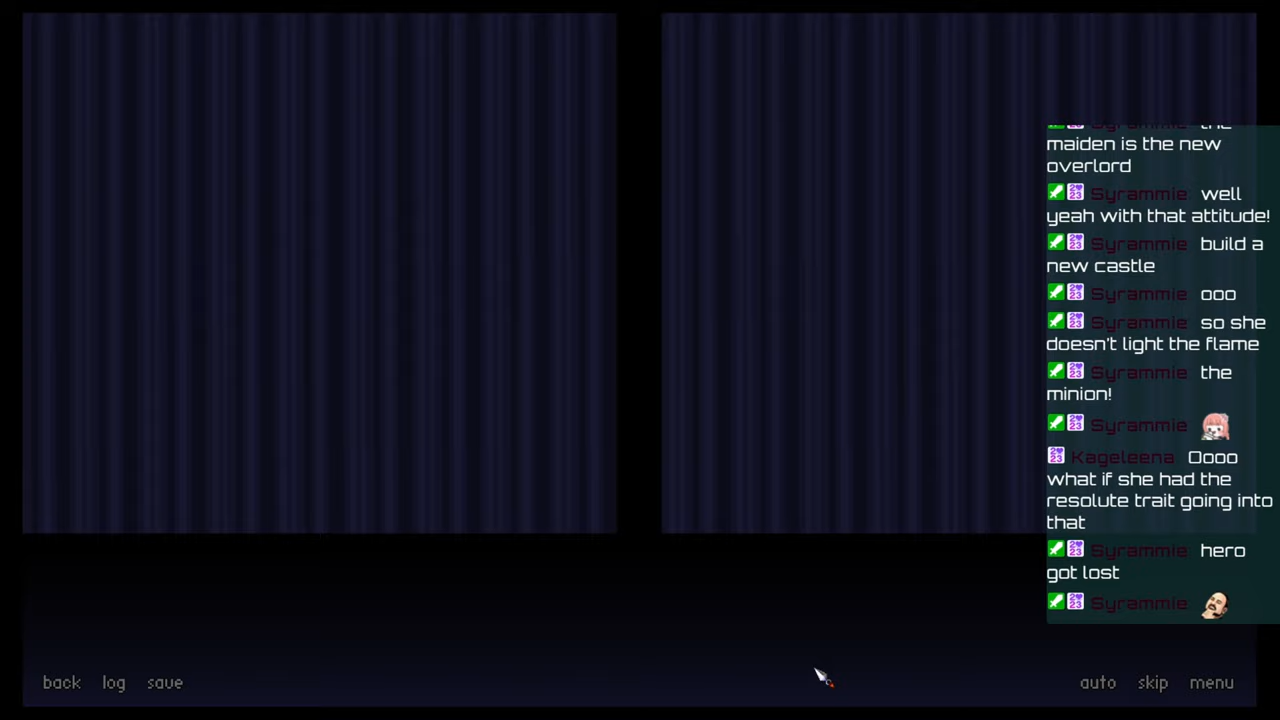 Syrammie the
maiden is the new
overlord
Syrammie well
yeah with that attitude!
Syrammie build a
new castle
Syrammie ooo
Syrammie so she
doesn't light the flame
Syrammie the
minion!
Syrammie
Kageleena Oooo
what if she had the
resolute trait going into
that
Syrammie hero
got lost
Syrammie
back log save
auto skip menu